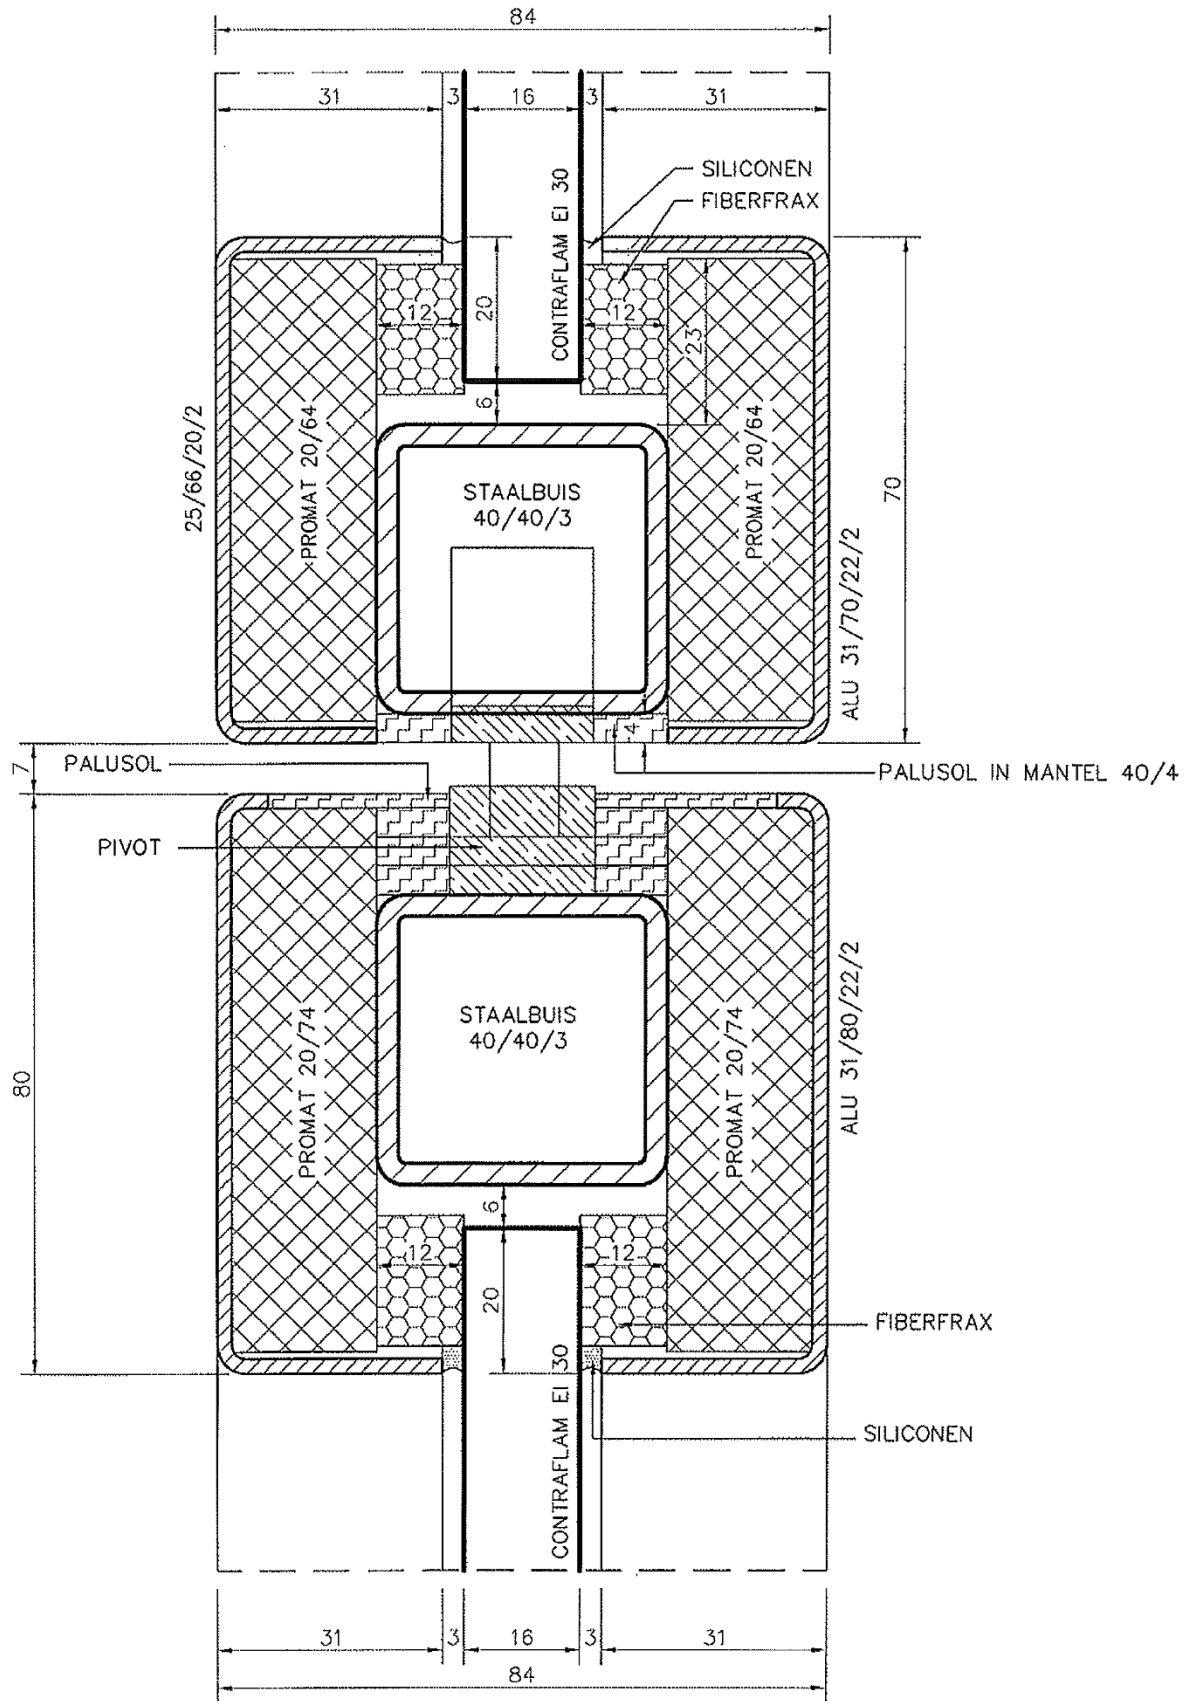 84
31
3
16
3
31
SILICONEN
FIBERFRAX
CONTRAFLAM EI 30
12
20
12
23
6
25/66/20/2
PROMAT 20/64
STAALBUIS
40/40/3
PROMAT 20/64
70
ALU 31/70/22/2
4
7
PALUSOL
PALUSOL IN MANTEL 40/4
PIVOT
80
PROMAT 20/74
STAALBUIS
40/40/3
PROMAT 20/74
ALU 31/80/22/2
6
12
20
12
FIBERFRAX
CONTRAFLAM EI 30
SILICONEN
31
3
16
3
31
84